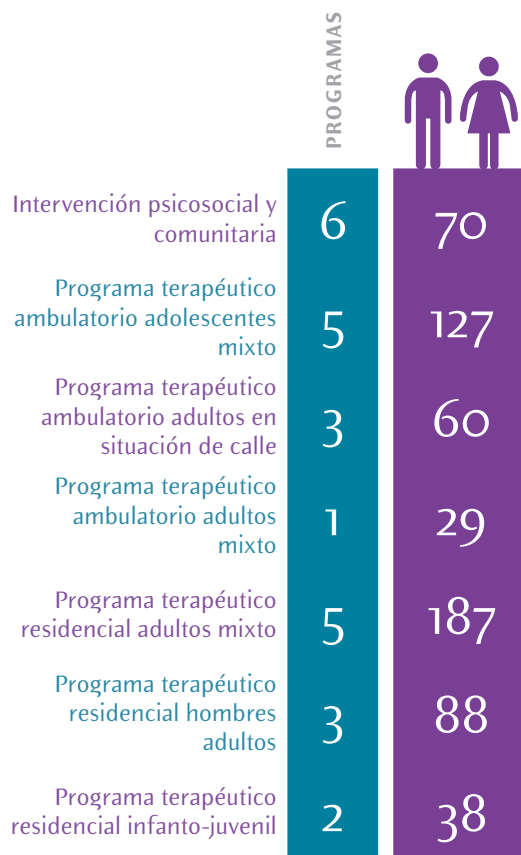 PROGRAMAS
Intervención psicosocial y
comunitaria
6
70
Programa terapéutico
ambulatorio adolescentes
mixto
5
127
Programa terapéutico
ambulatorio adultos en
situación de calle
3
60
Programa terapéutico
ambulatorio adultos
mixto
1
29
Programa terapéutico
residencial adultos mixto
5
187
Programa terapéutico
residencial hombres
adultos
3
88
Programa terapéutico
residencial infanto-juvenil
2
38